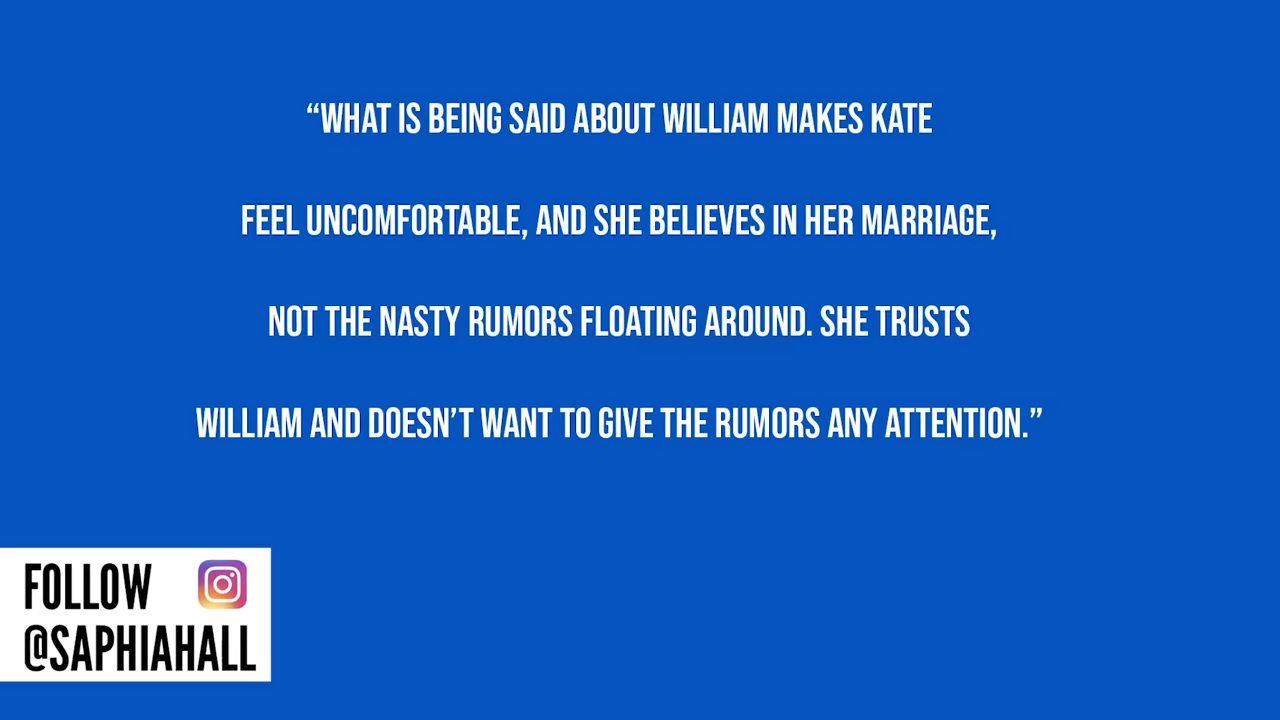 “WHAT IS BEING SAID ABOUT WILLIAM MAKES KATE
FEEL UNCOMFORTABLE, AND SHE BELIEVES IN HER MARRIAGE,
NOT THE NASTY RUMORS FLOATING AROUND. SHE TRUSTS
WILLIAM AND DOESN’T WANT TO GIVE THE RUMORS ANY ATTENTION.”
FOLLOW
@SAPHIAHALL